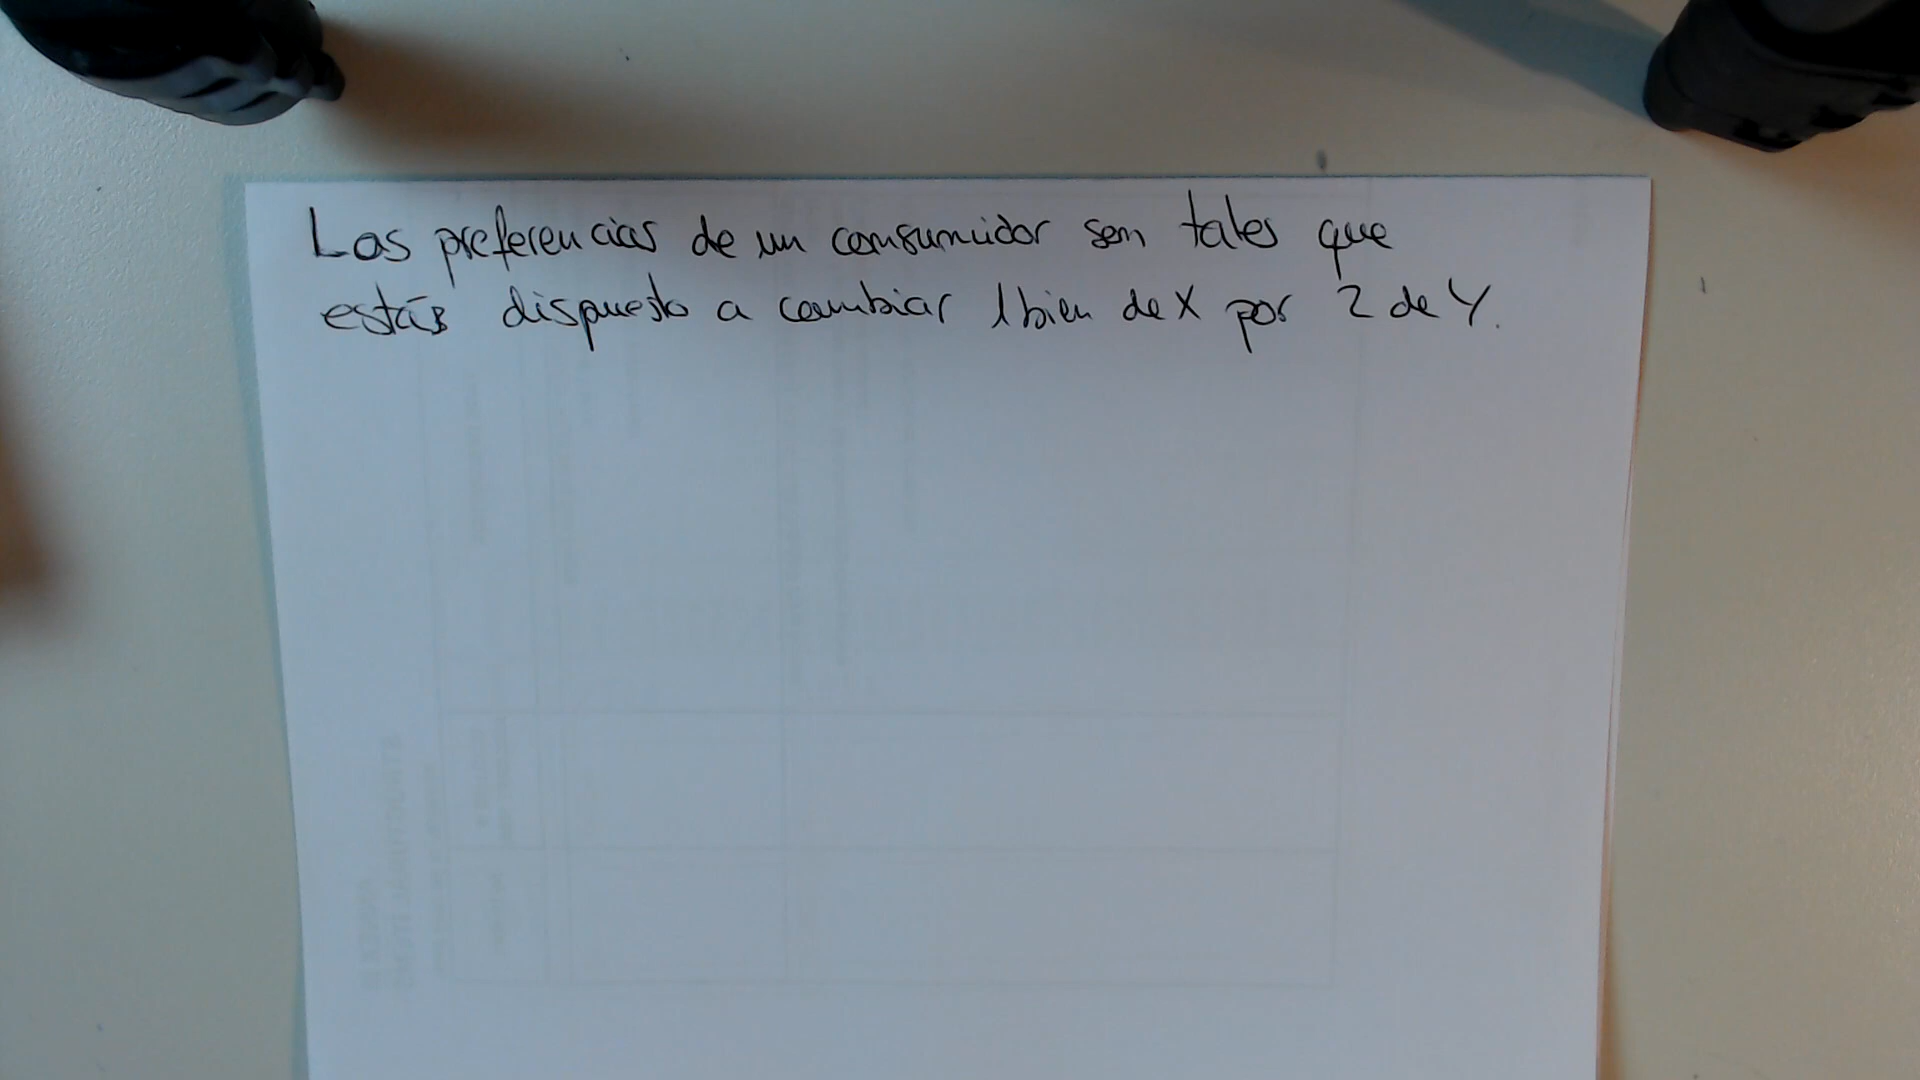 Las preferencias de un consumidor son tales que
estás dispuesto a cambiar 1 bien de X por 2 de Y.